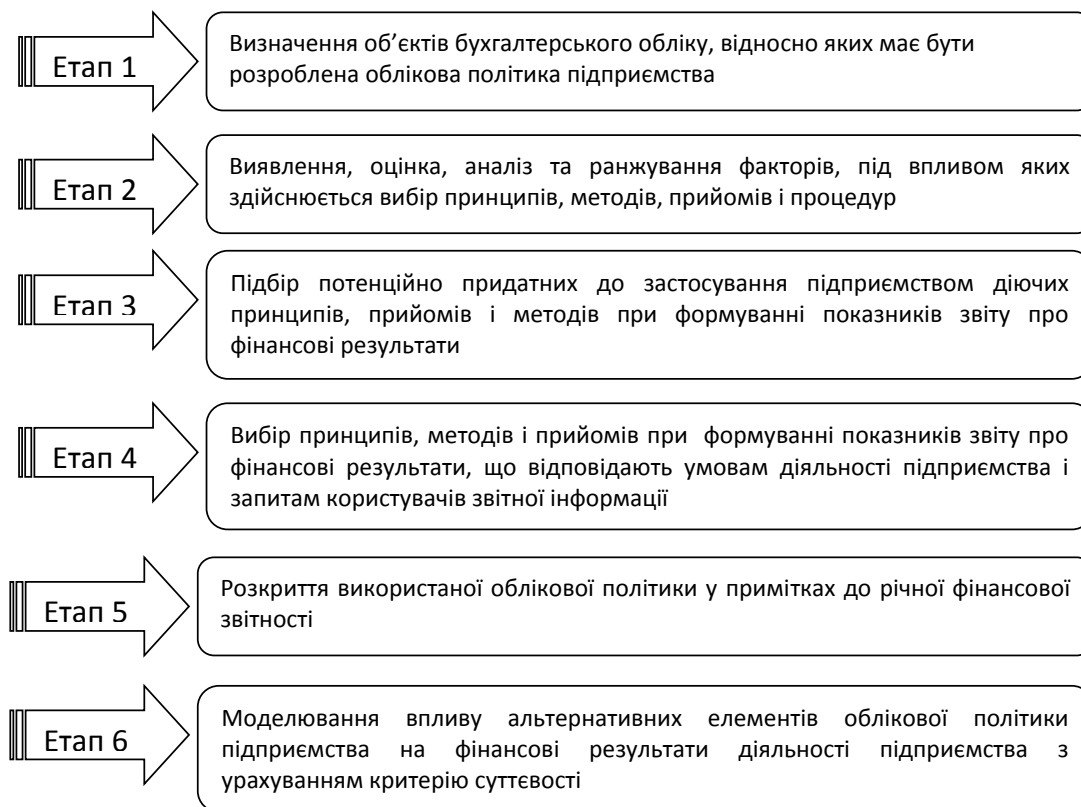 Етап 1
Визначення об’єктів бухгалтерського обліку, відносно яких має бути
розроблена облікова політика підприємства
Етап 2
Виявлення, оцінка, аналіз та ранжування факторів, під впливом яких
здійснюється вибір принципів, методів, прийомів і процедур
Етап 3
Підбір потенційно придатних до застосування підприємством діючих
принципів, прийомів і методів при формуванні показників звіту про
фінансові результати
Етап 4
Вибір принципів, методів і прийомів при формуванні показників звіту про
фінансові результати, що відповідають умовам діяльності підприємства і
запитам користувачів звітної інформації
Етап 5
Розкриття використаної облікової політики у примітках до річної фінансової
звітності
Етап 6
Моделювання впливу альтернативних елементів облікової політики
підприємства на фінансові результати діяльності підприємства з
урахуванням критерію суттєвості